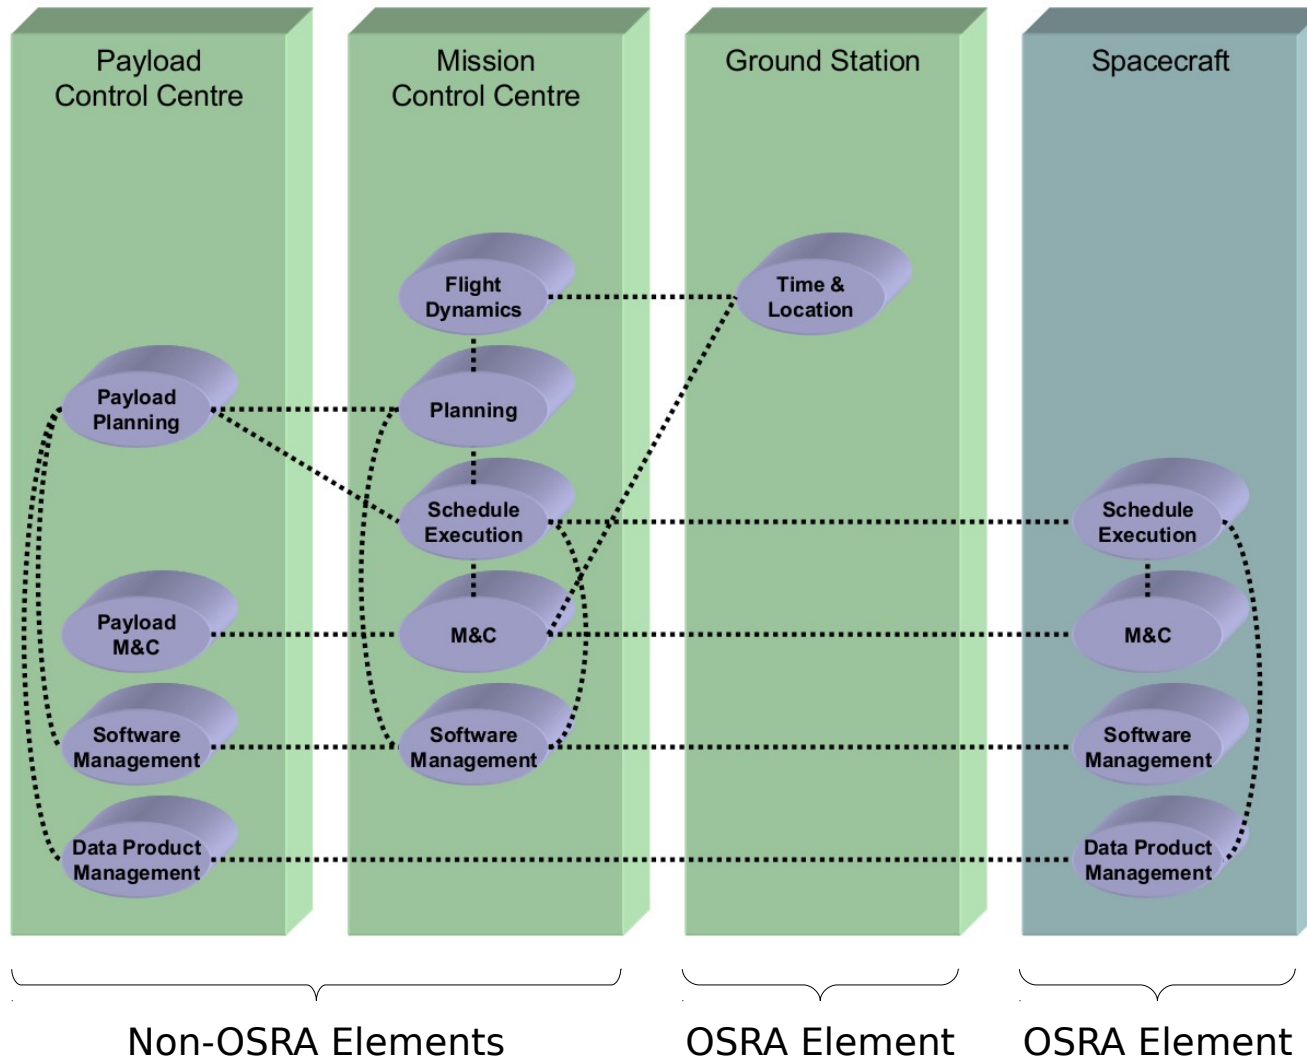 Payload
Control Centre
Mission
Control Centre
Ground Station
Spacecraft
Flight
Dynamics
Time &
Location
Payload
Planning
Planning
Schedule
Execution
Schedule
Execution
Payload
M&C
M&C
M&C
Software
Management
Software
Management
Software
Management
Data Product
Management
Data Product
Management
Non-OSRA Elements
OSRA Element
OSRA Element